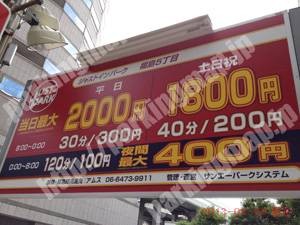 ジャストインパーク 福島5丁目
JUST PARK
平日 土日祝
当日最大 2000円 1800円
8:00-0:00 30分/300円 40分/200円
0:00-8:00 120分/100円 夜間最大 400円
アムス 06-6473-9911 管理・運営 サンエーパークシステム